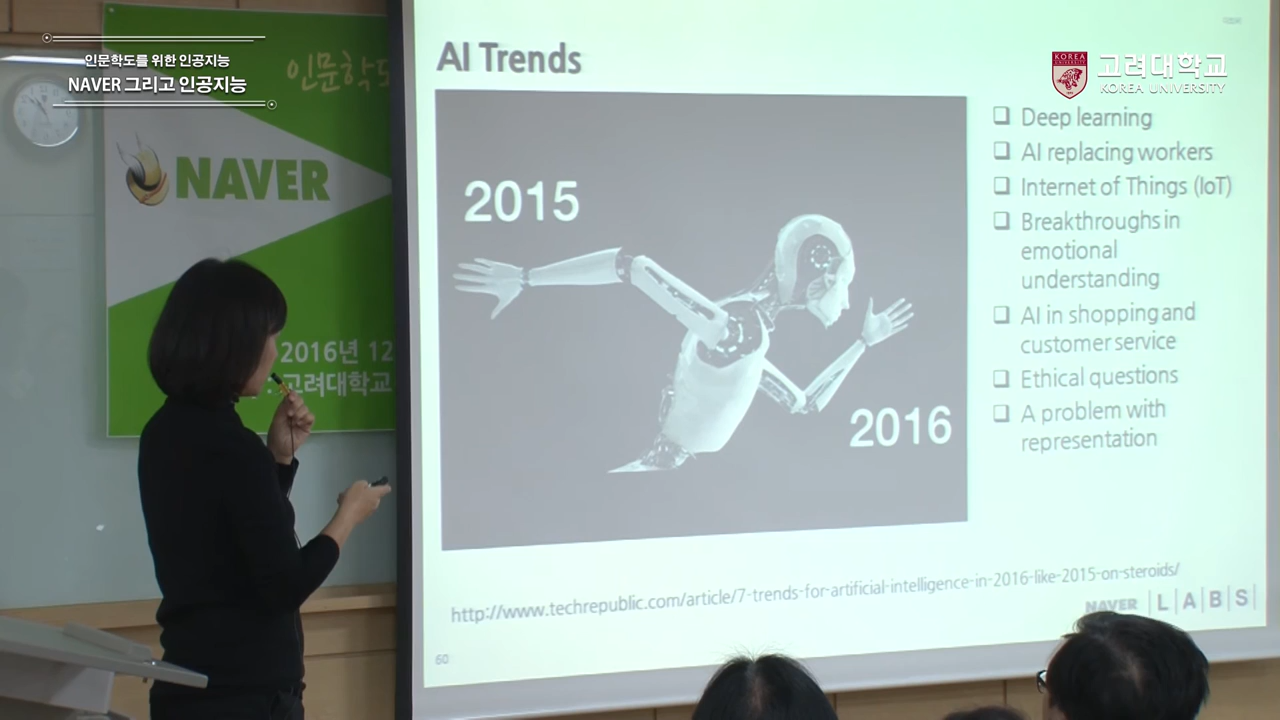 인문학도를 위한 인공지능
NAVER 그리고 인공지능
인문학도
NAVER
2016년 12
: 고려대학교
AI Trends
KOREA
UNIVERSITY
고려대학교
KOREA UNIVERSITY
2015
2016
❑ Deep learning
❑ AI replacing workers
❑ Internet of Things (IoT)
❑ Breakthroughs in
emotional
understanding
❑ AI in shopping and
customer service
❑ Ethical questions
❑ A problem with
representation
http://www.techrepublic.com/article/7-trends-for-artificial-intelligence-in-2016-like-2015-on-steroids/
NAVER | L | A | B | S |
60